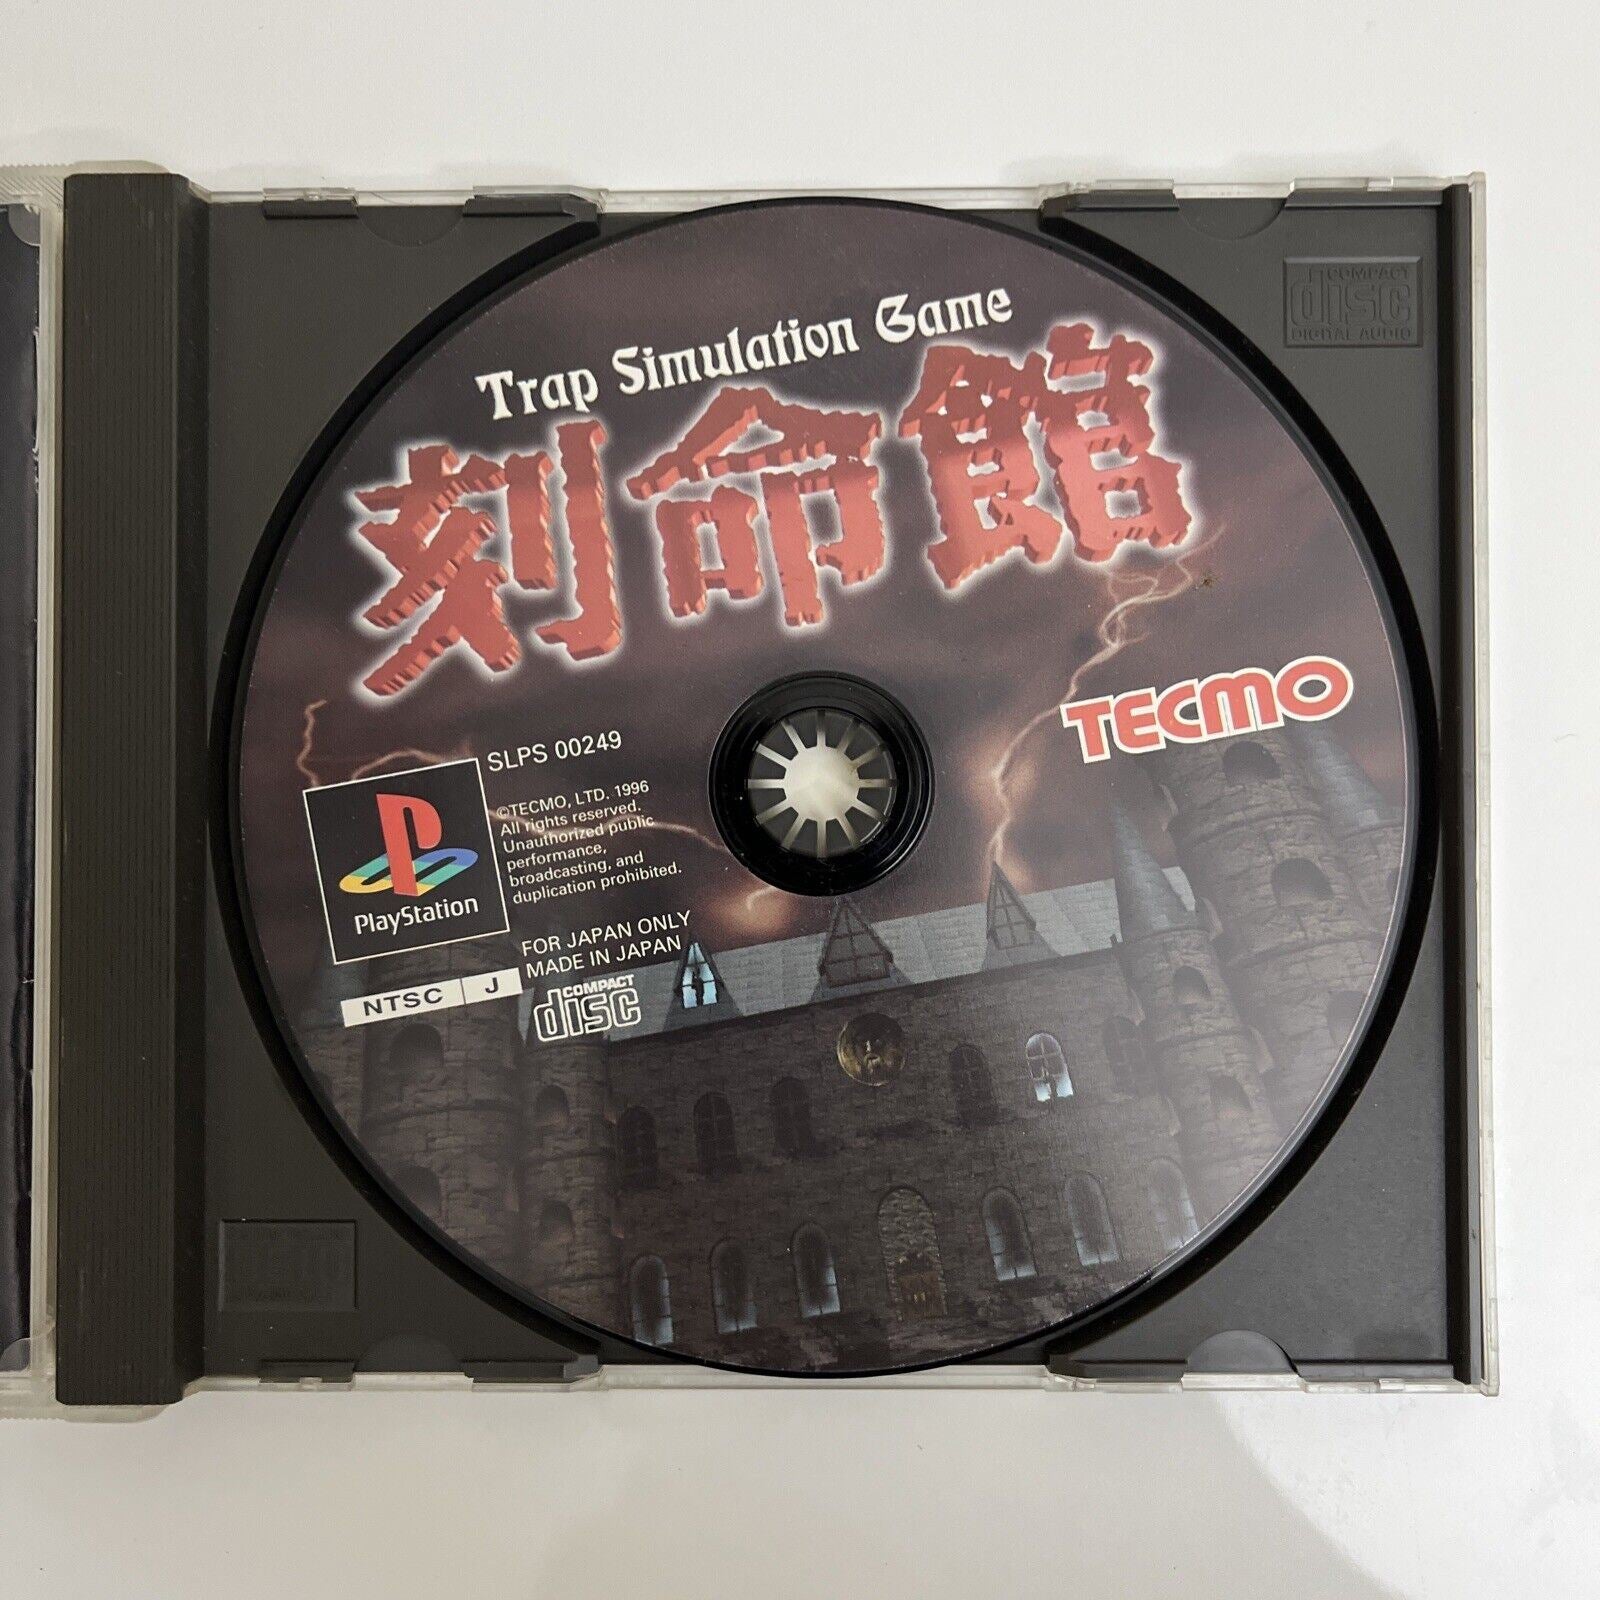 Trap Simulation Game
刻命館
TECMO
SLPS 00249
©TECMO, LTD. 1996
All rights reserved.
Unauthorized public
performance,
broadcasting, and
duplication prohibited.
PlayStation
FOR JAPAN ONLY
MADE IN JAPAN
NTSC J
COMPACT
disc
COMPACT
disc
DIGITAL AUDIO